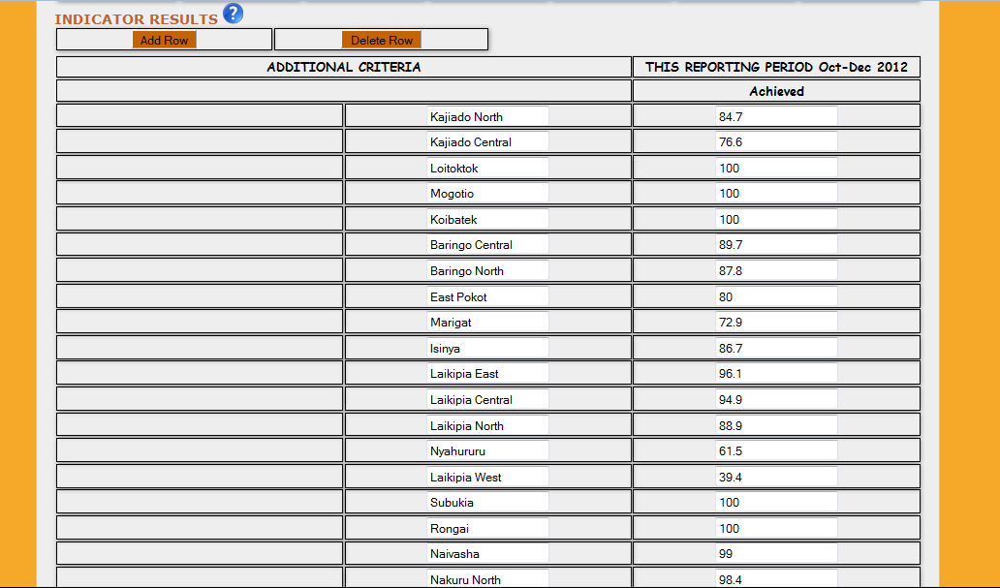 INDICATOR RESULTS ?
Add Row Delete Row
ADDITIONAL CRITERIA THIS REPORTING PERIOD Oct-Dec 2012
Achieved
Kajiado North 84.7
Kajiado Central 76.6
Loitoktok 100
Mogotio 100
Koibatek 100
Baringo Central 89.7
Baringo North 87.8
East Pokot 80
Marigat 72.9
Isinya 86.7
Laikipia East 96.1
Laikipia Central 94.9
Laikipia North 88.9
Nyahururu 61.5
Laikipia West 39.4
Subukia 100
Rongai 100
Naivasha 99
Nakuru North 98.4